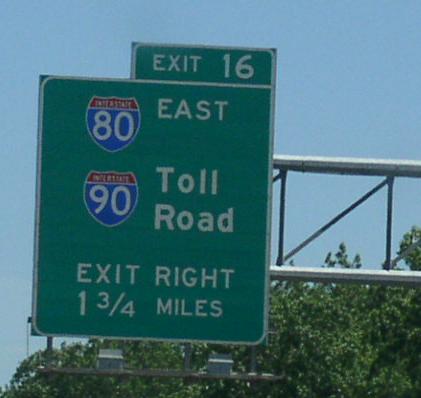 EXIT 16
INTERSTATE
80 EAST
INTERSTATE
90 Toll
Road
EXIT RIGHT
1 3/4 MILES